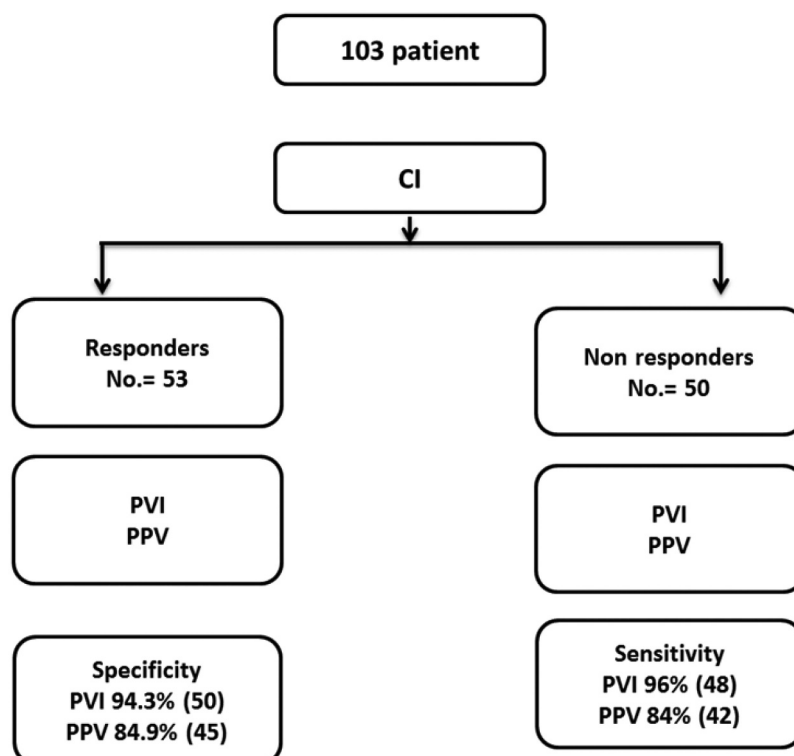 103 patient
CI
Responders
No.= 53
PVI
PPV
Specificity
PVI 94.3% (50)
PPV 84.9% (45)
Non responders
No.= 50
PVI
PPV
Sensitivity
PVI 96% (48)
PPV 84% (42)